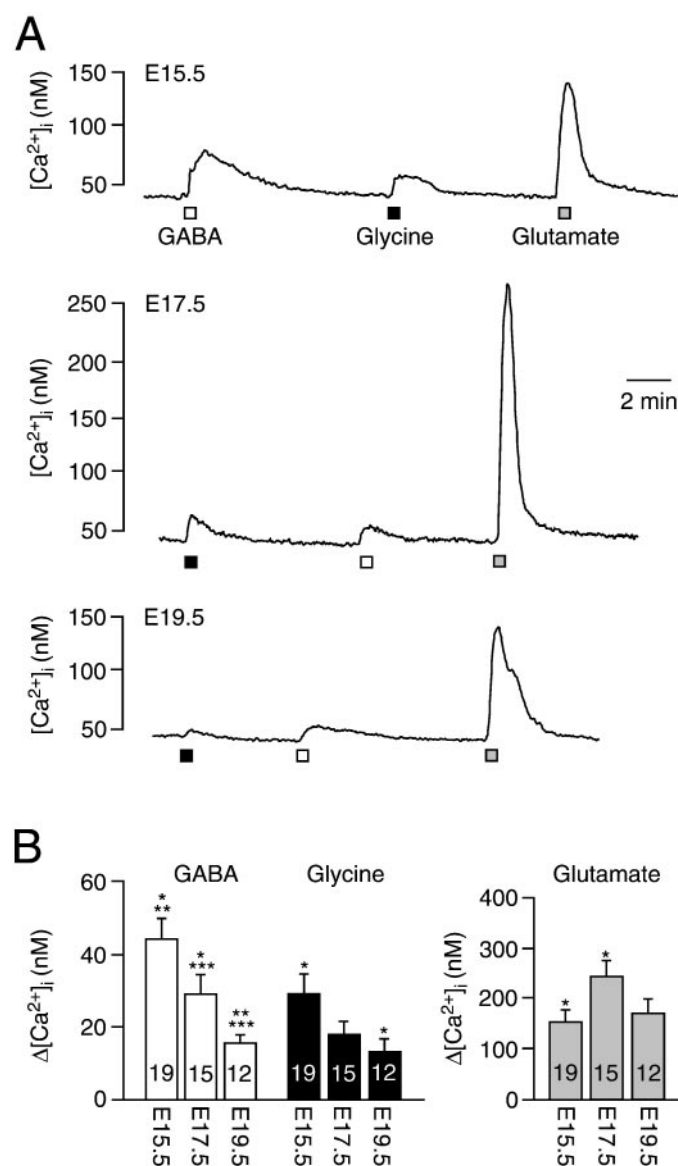 A
E15.5
[Ca²⁺]ᵢ (nM)
150
100
50
GABA
Glycine
Glutamate
E17.5
[Ca²⁺]ᵢ (nM)
250
200
150
100
50
2 min
E19.5
[Ca²⁺]ᵢ (nM)
150
100
50
B
GABA
Glycine
Glutamate
Δ[Ca²⁺]ᵢ (nM)
60
40
20
0
*
**
*
***
**
***
*
*
19
15
12
19
15
12
E15.5
E17.5
E19.5
E15.5
E17.5
E19.5
Δ[Ca²⁺]ᵢ (nM)
400
300
200
100
0
*
*
19
15
12
E15.5
E17.5
E19.5